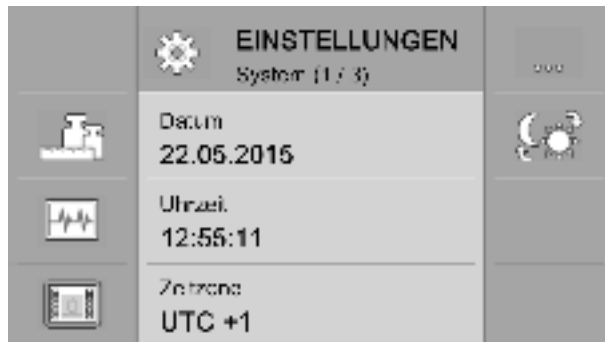 EINSTELLUNGEN
System (1 / 3)
...
Datum
22.05.2015
Uhrzeit
12:55:11
Zeitzone
UTC +1